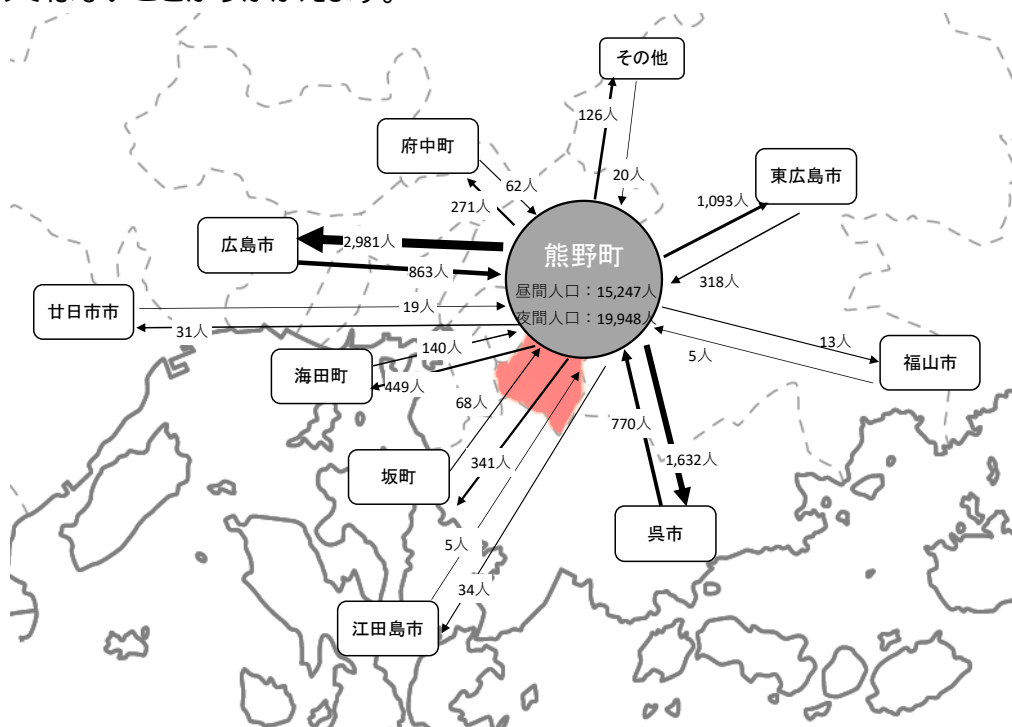 その他
126人
府中町
20人
東広島市
62人
271人
1,093人
広島市
2,981人
熊野町
863人
昼間人口：15,247人
318人
廿日市市
19人
夜間人口：19,948人
31人
140人
13人
海田町
449人
5人
福山市
68人
770人
坂町
341人
1,632人
呉市
5人
34人
江田島市